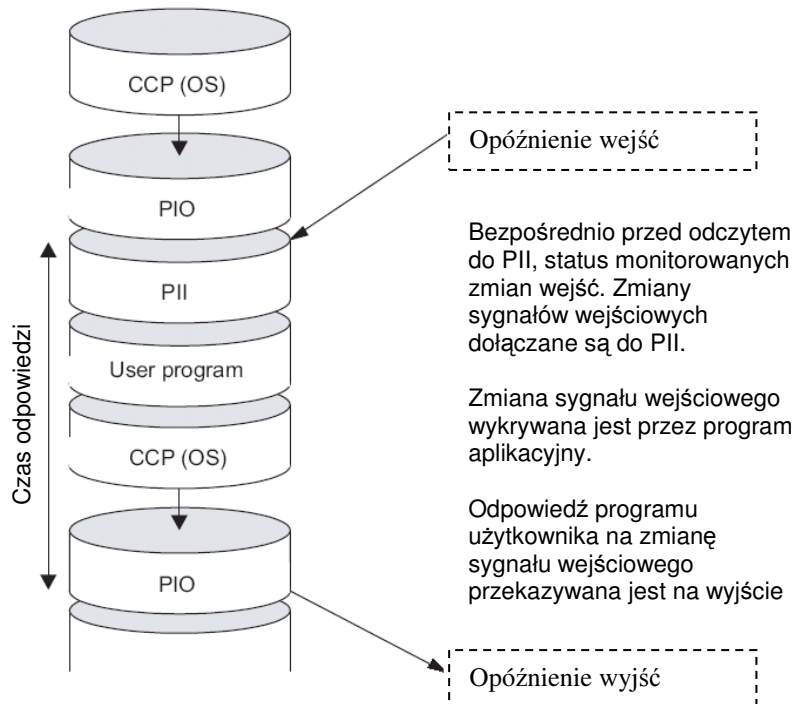 CCP (OS)
Opóźnienie wejść
PIO
Bezpośrednio przed odczytem
do PII, status monitorowanych
zmian wejść. Zmiany
sygnałów wejściowych
dołączane są do PII.
PII
User program
Czas odpowiedzi
Zmiana sygnału wejściowego
wykrywana jest przez program
aplikacyjny.
CCP (OS)
Odpowiedź programu
użytkownika na zmianę
sygnału wejściowego
przekazywana jest na wyjście
PIO
Opóźnienie wyjść